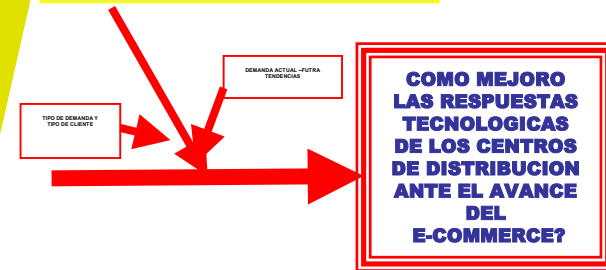 DEMANDA ACTUAL –FUTRA
TENDENCIAS
TIPO DE DEMANDA Y
TIPO DE CLIENTE
COMO MEJORO
LAS RESPUESTAS
TECNOLOGICAS
DE LOS CENTROS
DE DISTRIBUCION
ANTE EL AVANCE
DEL
E-COMMERCE?